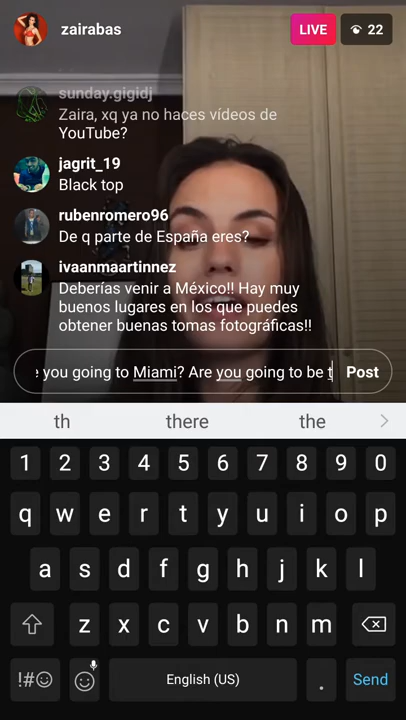 zairabas
LIVE
22
sunday.gigidj
Zaira, xq ya no haces vídeos de
YouTube?
jagrit_19
Black top
rubenromero96
De q parte de España eres?
ivaanmaartinnez
Deberías venir a México!! Hay muy
buenos lugares en los que puedes
obtener buenas tomas fotográficas!!
e you going to Miami? Are you going to be t
Post
th there the
1 2 3 4 5 6 7 8 9 0
q w e r t y u i o p
a s d f g h j k l
z x c v b n m
!#☺ English (US) . Send